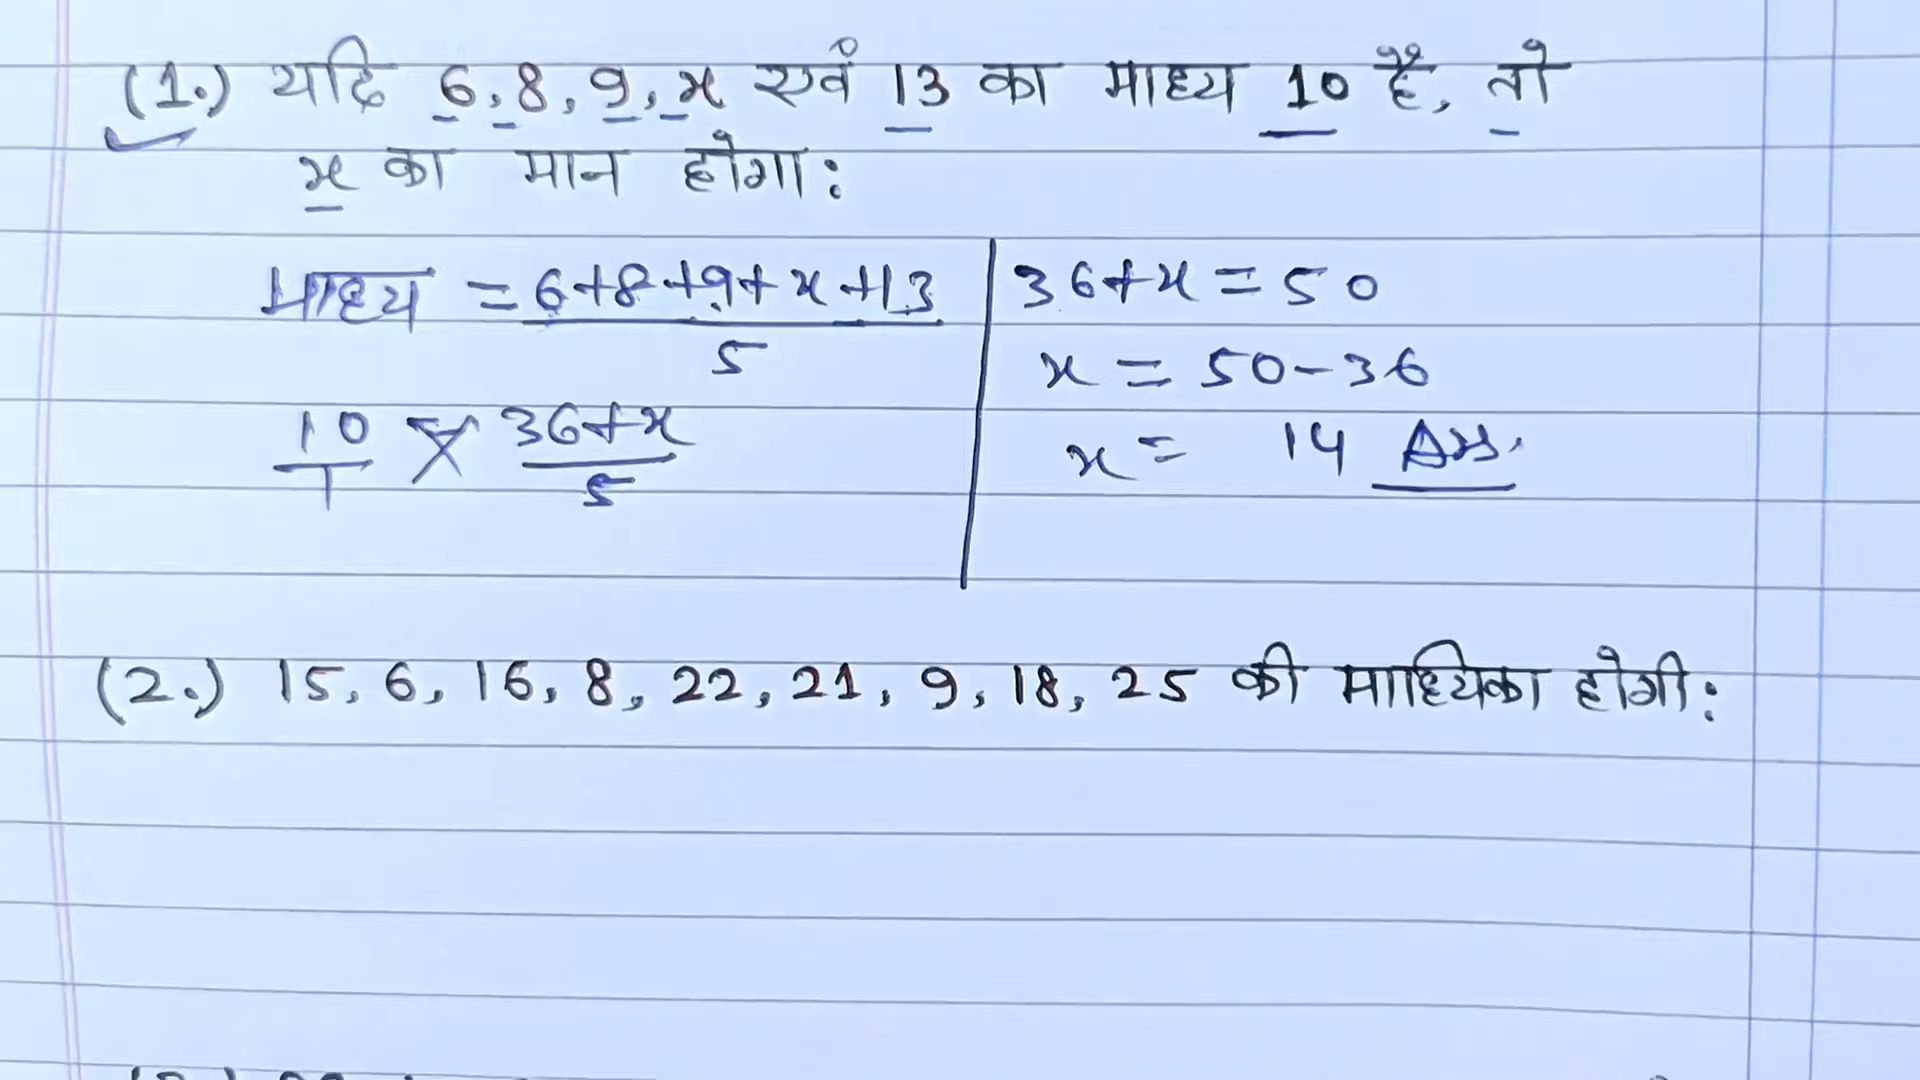 (1.) यदि 6, 8, 9, x एवं 13 का माध्य 10 है, तो
x का मान होगा:
माध्य = 6+8+9+x+13
5
10 36+x
1 5
36+x = 50
x = 50-36
x = 14 Ans.
(2.) 15, 6, 16, 8, 22, 21, 9, 18, 25 की माध्यिका होगी: